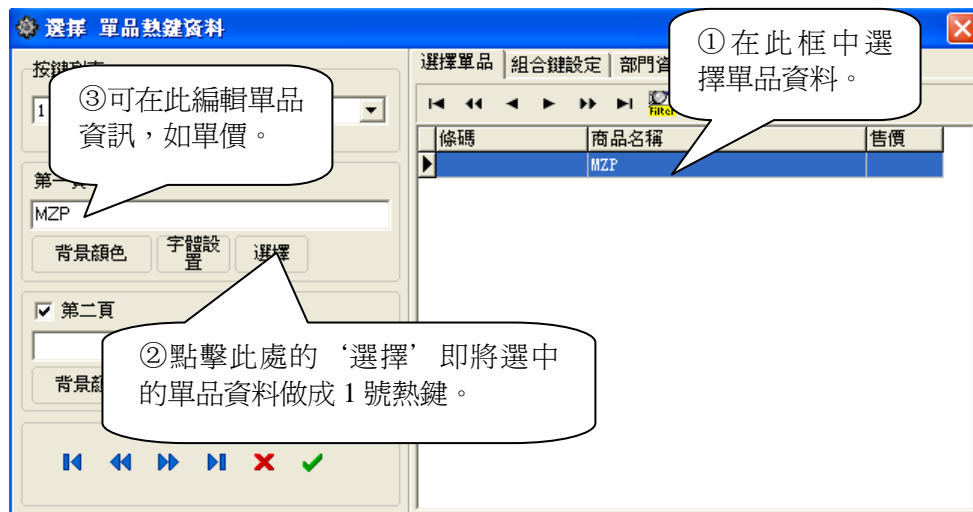 選擇 單品熱鍵資料
選擇單品
組合鍵設定
①在此框中選
擇單品資料。
1
③可在此編輯單品
資訊，如單價。
Filter
條碼
商品名稱
售價
MZP
MZP
背景顏色
字體設
置
選擇
第二頁
②點擊此處的‘選擇’即將選中
的單品資料做成 1 號熱鍵。